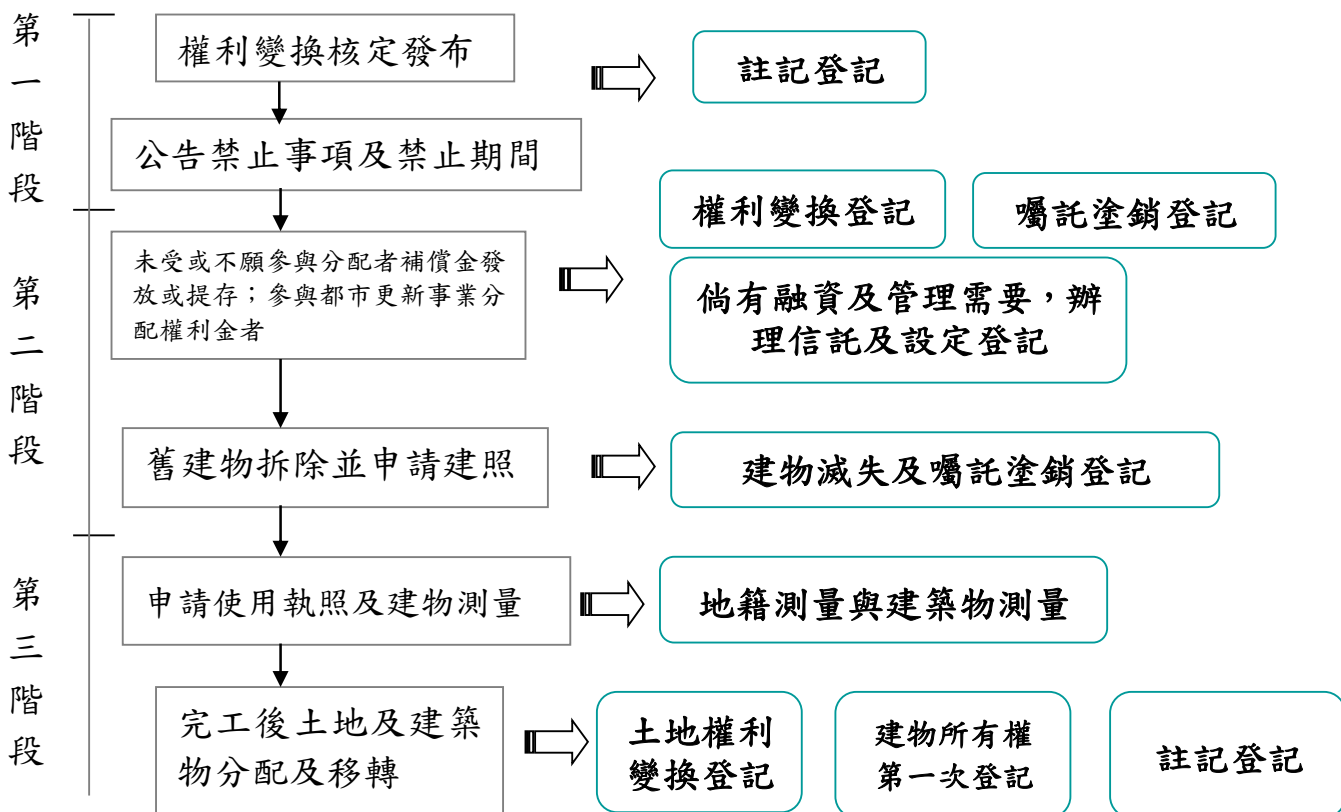 第一階段
權利變換核定發布
註記登記
公告禁止事項及禁止期間
第二階段
權利變換登記
囑託塗銷登記
未受或不願參與分配者補償金發
放或提存；參與都市更新事業分
配權利金者
倘有融資及管理需要，辦
理信託及設定登記
舊建物拆除並申請建照
建物滅失及囑託塗銷登記
第三階段
申請使用執照及建物測量
地籍測量與建築物測量
完工後土地及建築
物分配及移轉
土地權利
變換登記
建物所有權
第一次登記
註記登記